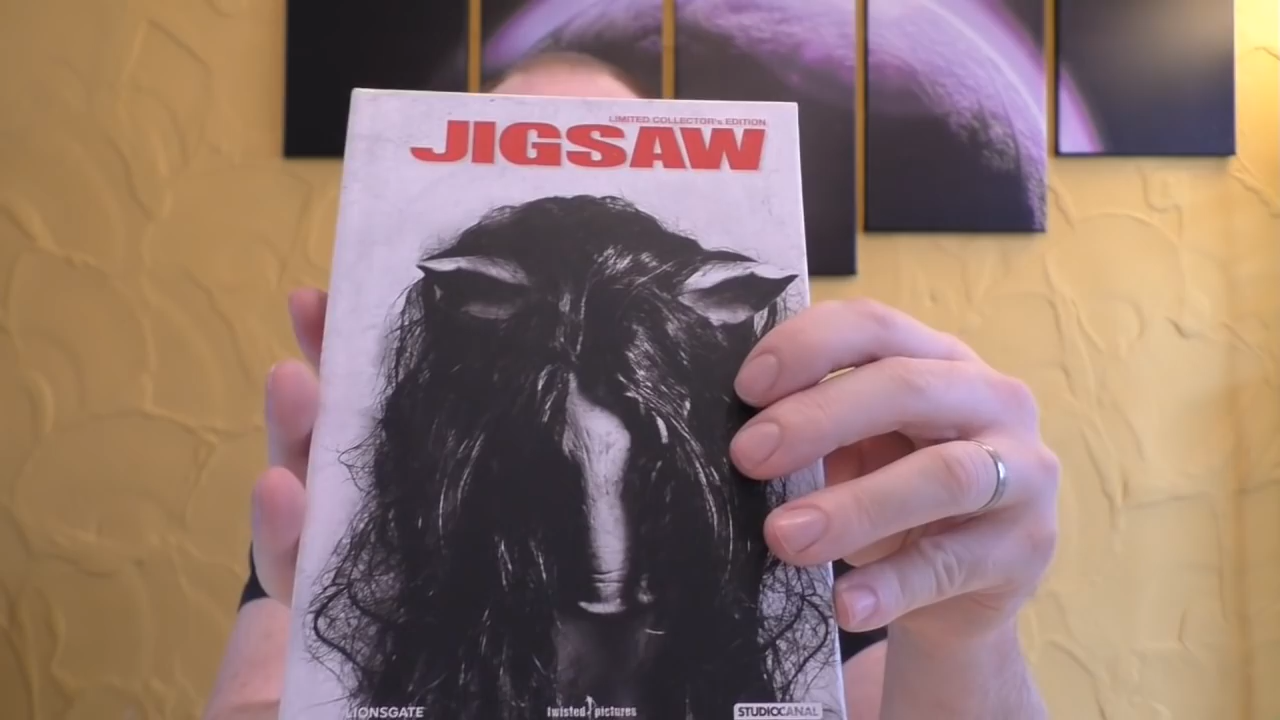 LIMITED COLLECTOR's EDITION
JIGSAW
LIONSGATE
twisted pictures
STUDIOCANAL